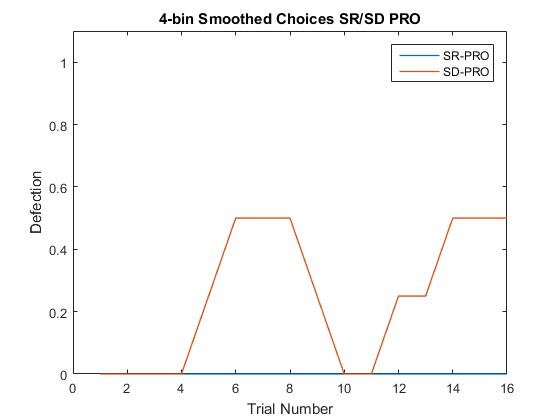 4-bin Smoothed Choices SR/SD PRO
SR-PRO
SD-PRO
Defection
1
0.8
0.6
0.4
0.2
0
0 2 4 6 8 10 12 14 16
Trial Number